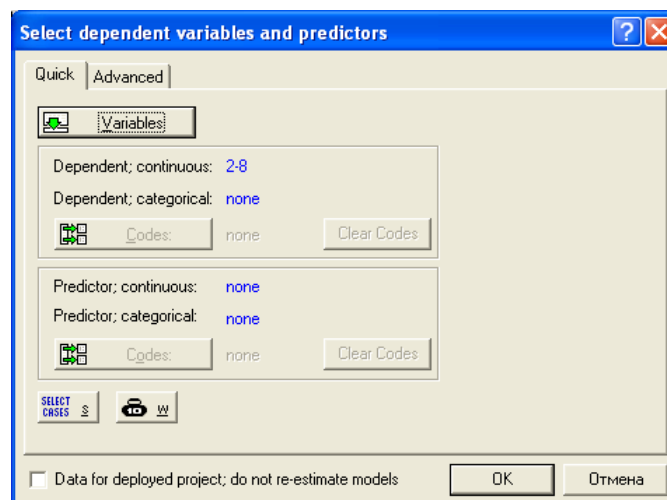 Select dependent variables and predictors
Quick Advanced
Variables
Dependent; continuous: 2-8
Dependent; categorical: none
Codes: none Clear Codes
Predictor; continuous: none
Predictor; categorical: none
Codes: none Clear Codes
SELECT
CASES S 10 W
Data for deployed project; do not re-estimate models OK Отмена